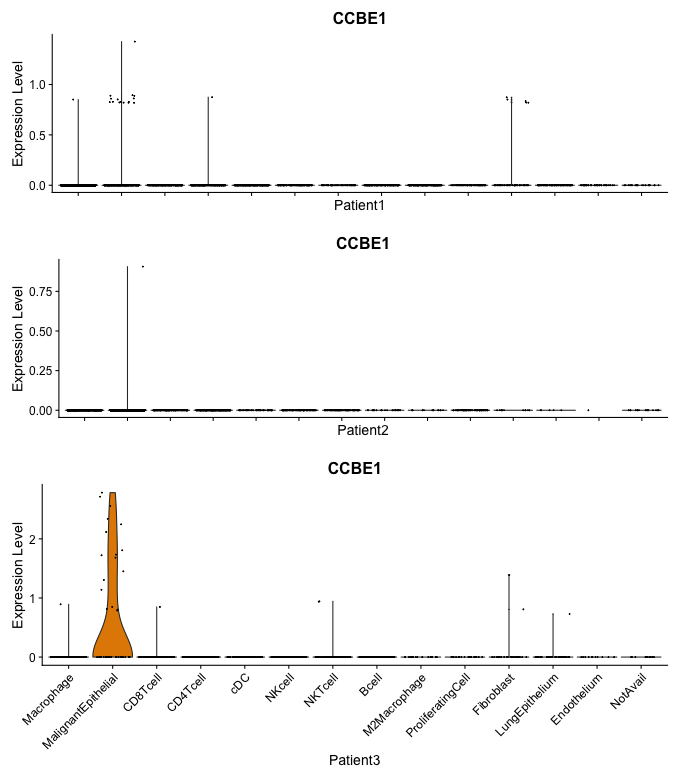 CCBE1
Expression Level
1.0
0.5
0.0
Patient1
CCBE1
Expression Level
0.75
0.50
0.25
0.00
Patient2
CCBE1
Expression Level
2
1
0
Macrophage
MalignantEpithelial
CD8Tcell
CD4Tcell
cDC
NKcell
NKTcell
Bcell
M2Macrophage
ProliferatingCell
Fibroblast
LungEpithelium
Endothelium
NotAvail
Patient3